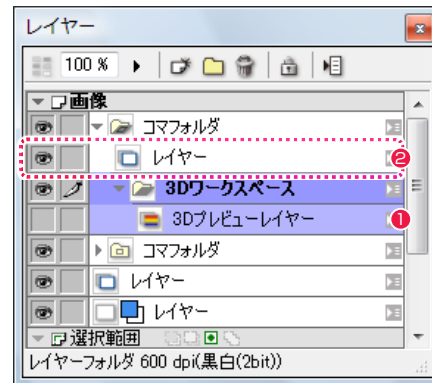 レイヤー
100 %
画像
コマフォルダ
レイヤー
2
3Dワークスペース
3Dプレビューレイヤー
1
コマフォルダ
レイヤー
レイヤー
選択範囲
レイヤーフォルダ 600 dpi(黒白(2bit))